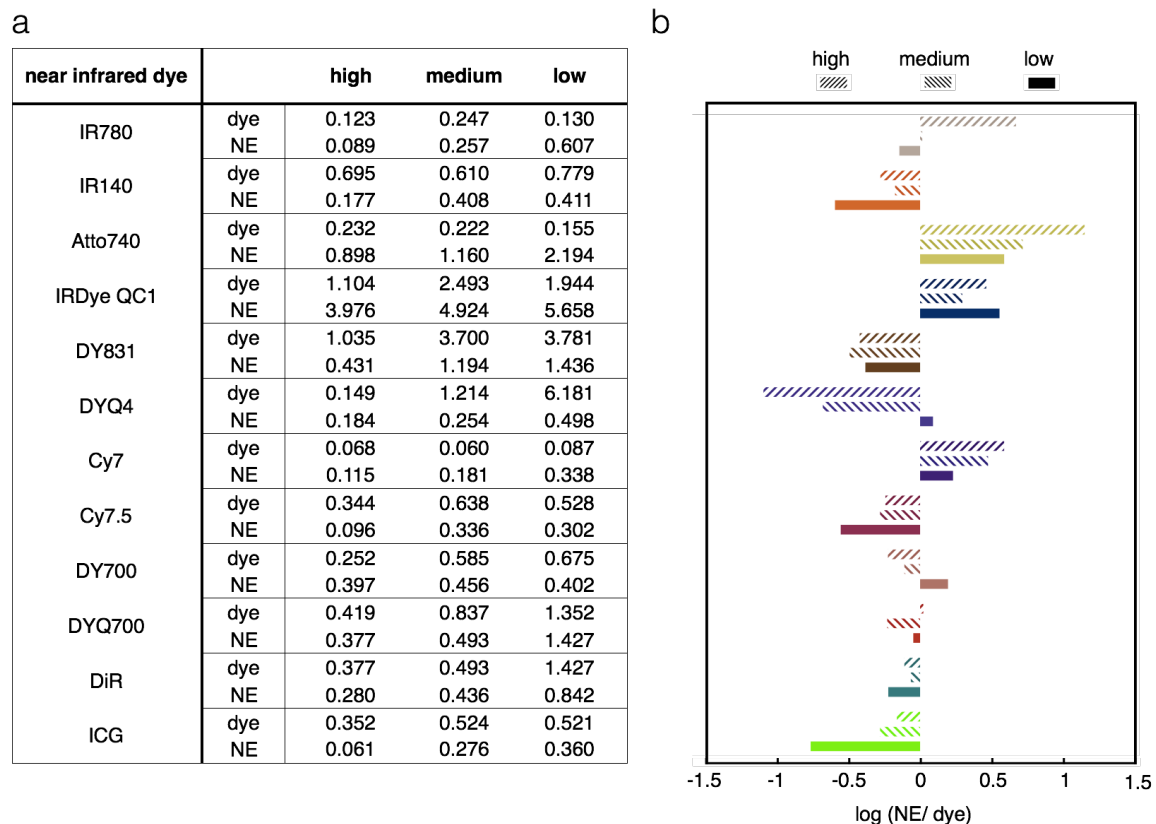 a
near infrared dye high medium low
IR780 dye 0.123 0.247 0.130
NE 0.089 0.257 0.607
IR140 dye 0.695 0.610 0.779
NE 0.177 0.408 0.411
Atto740 dye 0.232 0.222 0.155
NE 0.898 1.160 2.194
IRDye QC1 dye 1.104 2.493 1.944
NE 3.976 4.924 5.658
DY831 dye 1.035 3.700 3.781
NE 0.431 1.194 1.436
DYQ4 dye 0.149 1.214 6.181
NE 0.184 0.254 0.498
Cy7 dye 0.068 0.060 0.087
NE 0.115 0.181 0.338
Cy7.5 dye 0.344 0.638 0.528
NE 0.096 0.336 0.302
DY700 dye 0.252 0.585 0.675
NE 0.397 0.456 0.402
DYQ700 dye 0.419 0.837 1.352
NE 0.377 0.493 1.427
DiR dye 0.377 0.493 1.427
NE 0.280 0.436 0.842
ICG dye 0.352 0.524 0.521
NE 0.061 0.276 0.360
b
high medium low
-1.5 -1 -0.5 0 0.5 1 1.5
log (NE/ dye)